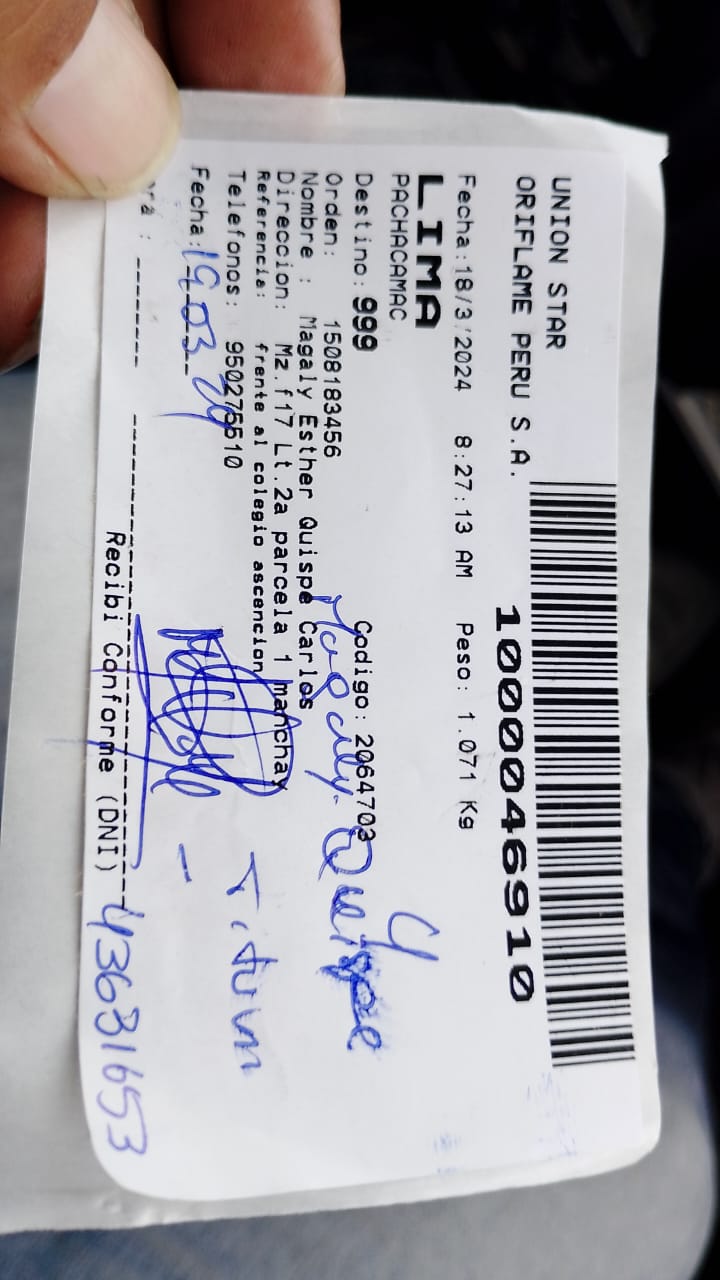 UNION STAR
ORIFLAME PERU S.A.
10000046910
Fecha:18/3/2024 8:27:13 AM Peso: 1.071 Kg
LIMA
PACHACAMAC
Destino: 999 Codigo: 2064703
Orden: 1508183456
Nombre : Magaly Esther Quispe Carlos
Direccion: Mz.f17 Lt.2a parcela 1 manchay
Referencia: frente al colegio ascencion
Telefonos: 950275510
Fecha: 19 03 24
Magaly Quispe
Recibi Conforme (DNI) 43631653